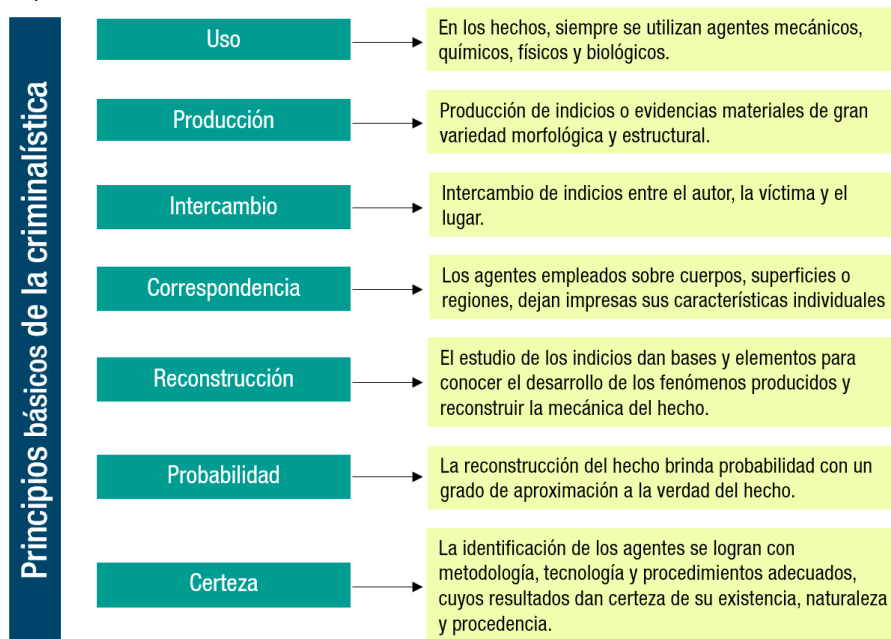 Principios básicos de la criminalística
Uso
En los hechos, siempre se utilizan agentes mecánicos,
químicos, físicos y biológicos.
Producción
Producción de indicios o evidencias materiales de gran
variedad morfológica y estructural.
Intercambio
Intercambio de indicios entre el autor, la víctima y el
lugar.
Correspondencia
Los agentes empleados sobre cuerpos, superficies o
regiones, dejan impresas sus características individuales
Reconstrucción
El estudio de los indicios dan bases y elementos para
conocer el desarrollo de los fenómenos producidos y
reconstruir la mecánica del hecho.
Probabilidad
La reconstrucción del hecho brinda probabilidad con un
grado de aproximación a la verdad del hecho.
Certeza
La identificación de los agentes se logran con
metodología, tecnología y procedimientos adecuados,
cuyos resultados dan certeza de su existencia, naturaleza
y procedencia.